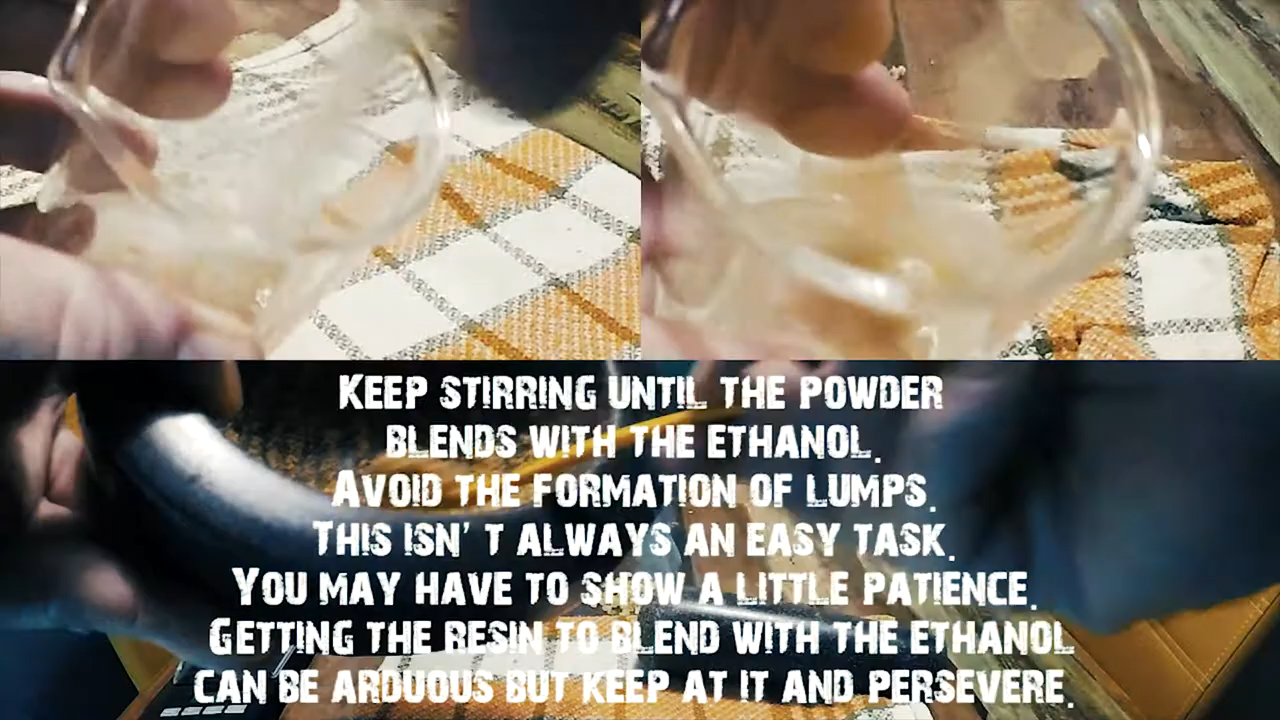 KEEP STIRRING UNTIL THE POWDER
BLENDS WITH THE ETHANOL.
AVOID THE FORMATION OF LUMPS.
THIS ISN' T ALWAYS AN EASY TASK.
YOU MAY HAVE TO SHOW A LITTLE PATIENCE.
GETTING THE RESIN TO BLEND WITH THE ETHANOL
CAN BE ARDUOUS BUT KEEP AT IT AND PERSEVERE.